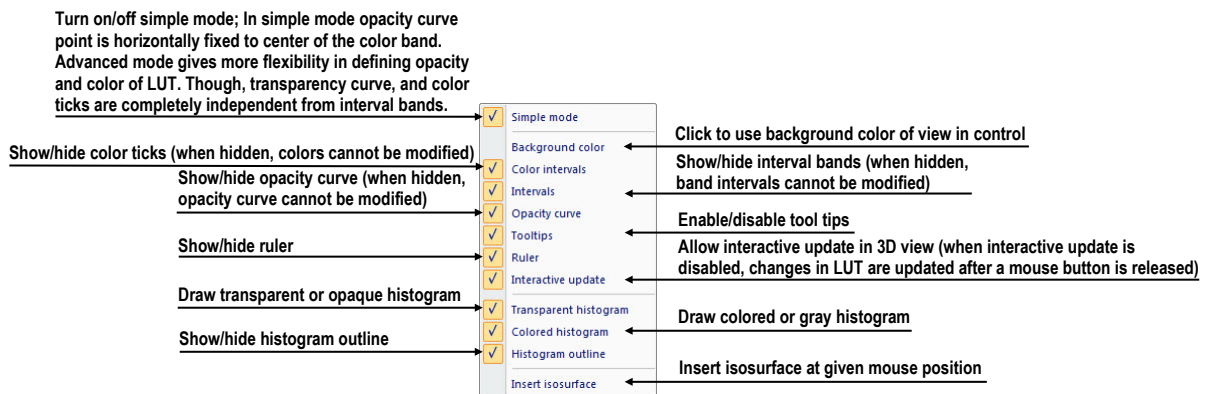 Turn on/off simple mode; In simple mode opacity curve
point is horizontally fixed to center of the color band.
Advanced mode gives more flexibility in defining opacity
and color of LUT. Though, transparency curve, and color
ticks are completely independent from interval bands.
Simple mode
Click to use background color of view in control
Background color
Show/hide color ticks (when hidden, colors cannot be modified)
Color intervals
Show/hide interval bands (when hidden,
band intervals cannot be modified)
Show/hide opacity curve (when hidden,
opacity curve cannot be modified)
Intervals
Opacity curve
Enable/disable tool tips
Tooltips
Show/hide ruler
Ruler
Allow interactive update in 3D view (when interactive update is
disabled, changes in LUT are updated after a mouse button is released)
Interactive update
Draw transparent or opaque histogram
Transparent histogram
Draw colored or gray histogram
Colored histogram
Show/hide histogram outline
Histogram outline
Insert isosurface at given mouse position
Insert isosurface